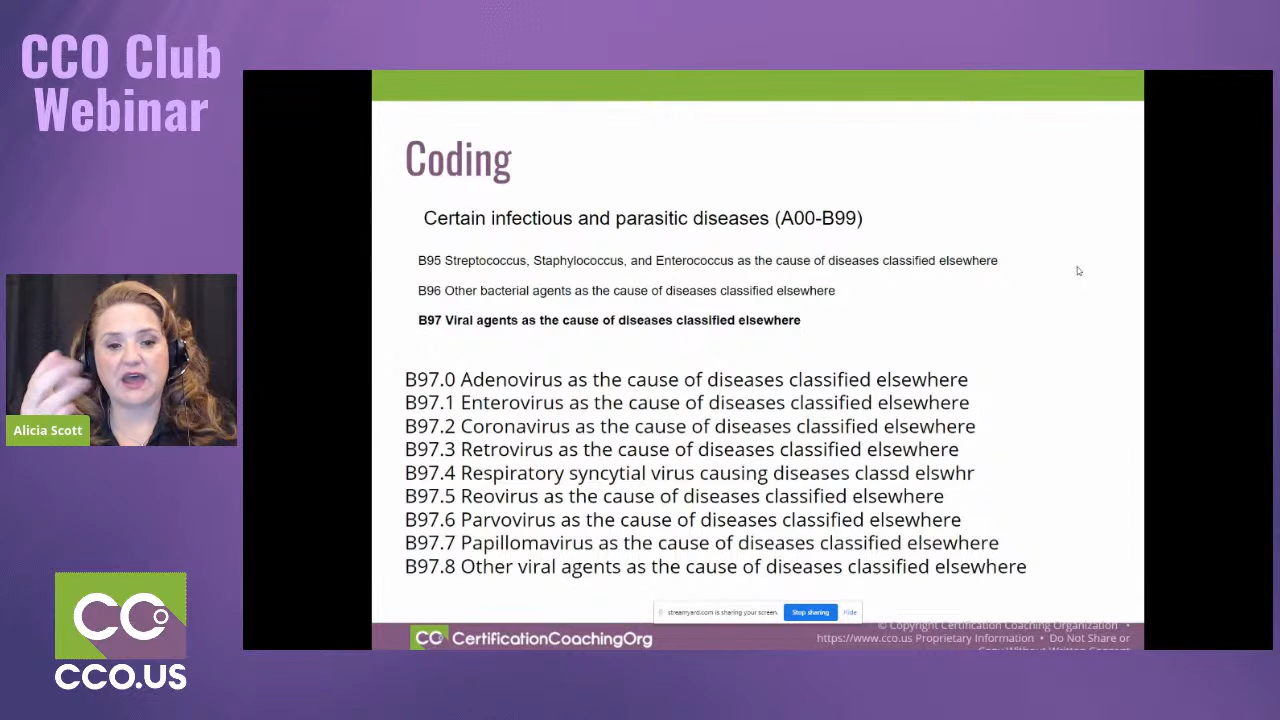 CCO Club
Webinar
Coding
Certain infectious and parasitic diseases (A00-B99)
B95 Streptococcus, Staphylococcus, and Enterococcus as the cause of diseases classified elsewhere
B96 Other bacterial agents as the cause of diseases classified elsewhere
B97 Viral agents as the cause of diseases classified elsewhere
B97.0 Adenovirus as the cause of diseases classified elsewhere
B97.1 Enterovirus as the cause of diseases classified elsewhere
B97.2 Coronavirus as the cause of diseases classified elsewhere
B97.3 Retrovirus as the cause of diseases classified elsewhere
B97.4 Respiratory syncytial virus causing diseases classd elswhr
B97.5 Reovirus as the cause of diseases classified elsewhere
B97.6 Parvovirus as the cause of diseases classified elsewhere
B97.7 Papillomavirus as the cause of diseases classified elsewhere
B97.8 Other viral agents as the cause of diseases classified elsewhere
Alicia Scott
streamyard.com is sharing your screen. Stop sharing Hide
CCO CertificationCoachingOrg
© Copyright Certification Coaching Organization •
https://www.cco.us Proprietary Information • Do Not Share or
Copy Without Written Consent
CCO
CCO.US